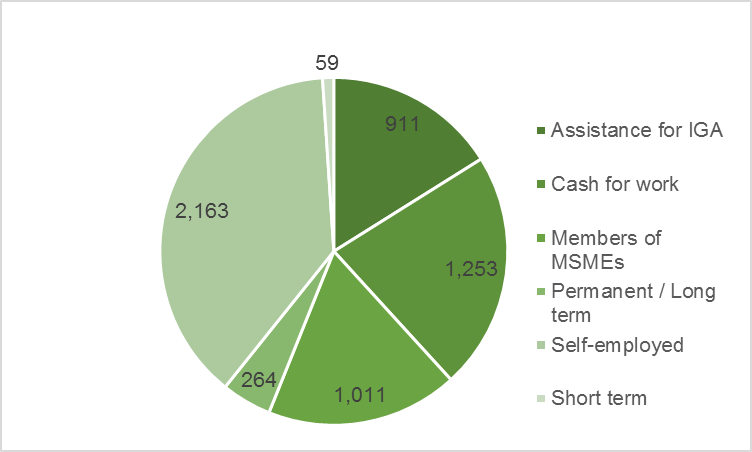 59
911
2,163
1,253
264
1,011
Assistance for IGA
Cash for work
Members of
MSMEs
Permanent / Long
term
Self-employed
Short term